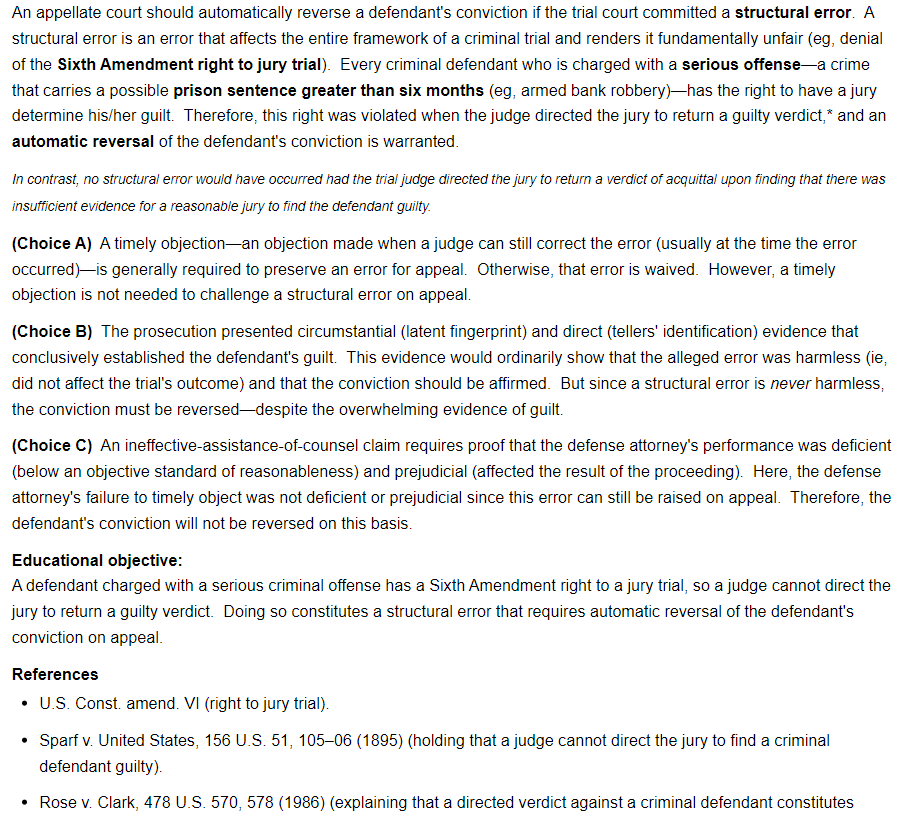 An appellate court should automatically reverse a defendant's conviction if the trial court committed a structural error. A
structural error is an error that affects the entire framework of a criminal trial and renders it fundamentally unfair (eg, denial
of the Sixth Amendment right to jury trial). Every criminal defendant who is charged with a serious offense—a crime
that carries a possible prison sentence greater than six months (eg, armed bank robbery)—has the right to have a jury
determine his/her guilt. Therefore, this right was violated when the judge directed the jury to return a guilty verdict,* and an
automatic reversal of the defendant's conviction is warranted.
In contrast, no structural error would have occurred had the trial judge directed the jury to return a verdict of acquittal upon finding that there was
insufficient evidence for a reasonable jury to find the defendant guilty.
(Choice A) A timely objection—an objection made when a judge can still correct the error (usually at the time the error
occurred)—is generally required to preserve an error for appeal. Otherwise, that error is waived. However, a timely
objection is not needed to challenge a structural error on appeal.
(Choice B) The prosecution presented circumstantial (latent fingerprint) and direct (tellers' identification) evidence that
conclusively established the defendant's guilt. This evidence would ordinarily show that the alleged error was harmless (ie,
did not affect the trial's outcome) and that the conviction should be affirmed. But since a structural error is never harmless,
the conviction must be reversed—despite the overwhelming evidence of guilt.
(Choice C) An ineffective-assistance-of-counsel claim requires proof that the defense attorney's performance was deficient
(below an objective standard of reasonableness) and prejudicial (affected the result of the proceeding). Here, the defense
attorney's failure to timely object was not deficient or prejudicial since this error can still be raised on appeal. Therefore, the
defendant's conviction will not be reversed on this basis.
Educational objective:
A defendant charged with a serious criminal offense has a Sixth Amendment right to a jury trial, so a judge cannot direct the
jury to return a guilty verdict. Doing so constitutes a structural error that requires automatic reversal of the defendant's
conviction on appeal.
References
• U.S. Const. amend. VI (right to jury trial).
• Sparf v. United States, 156 U.S. 51, 105–06 (1895) (holding that a judge cannot direct the jury to find a criminal
defendant guilty).
• Rose v. Clark, 478 U.S. 570, 578 (1986) (explaining that a directed verdict against a criminal defendant constitutes